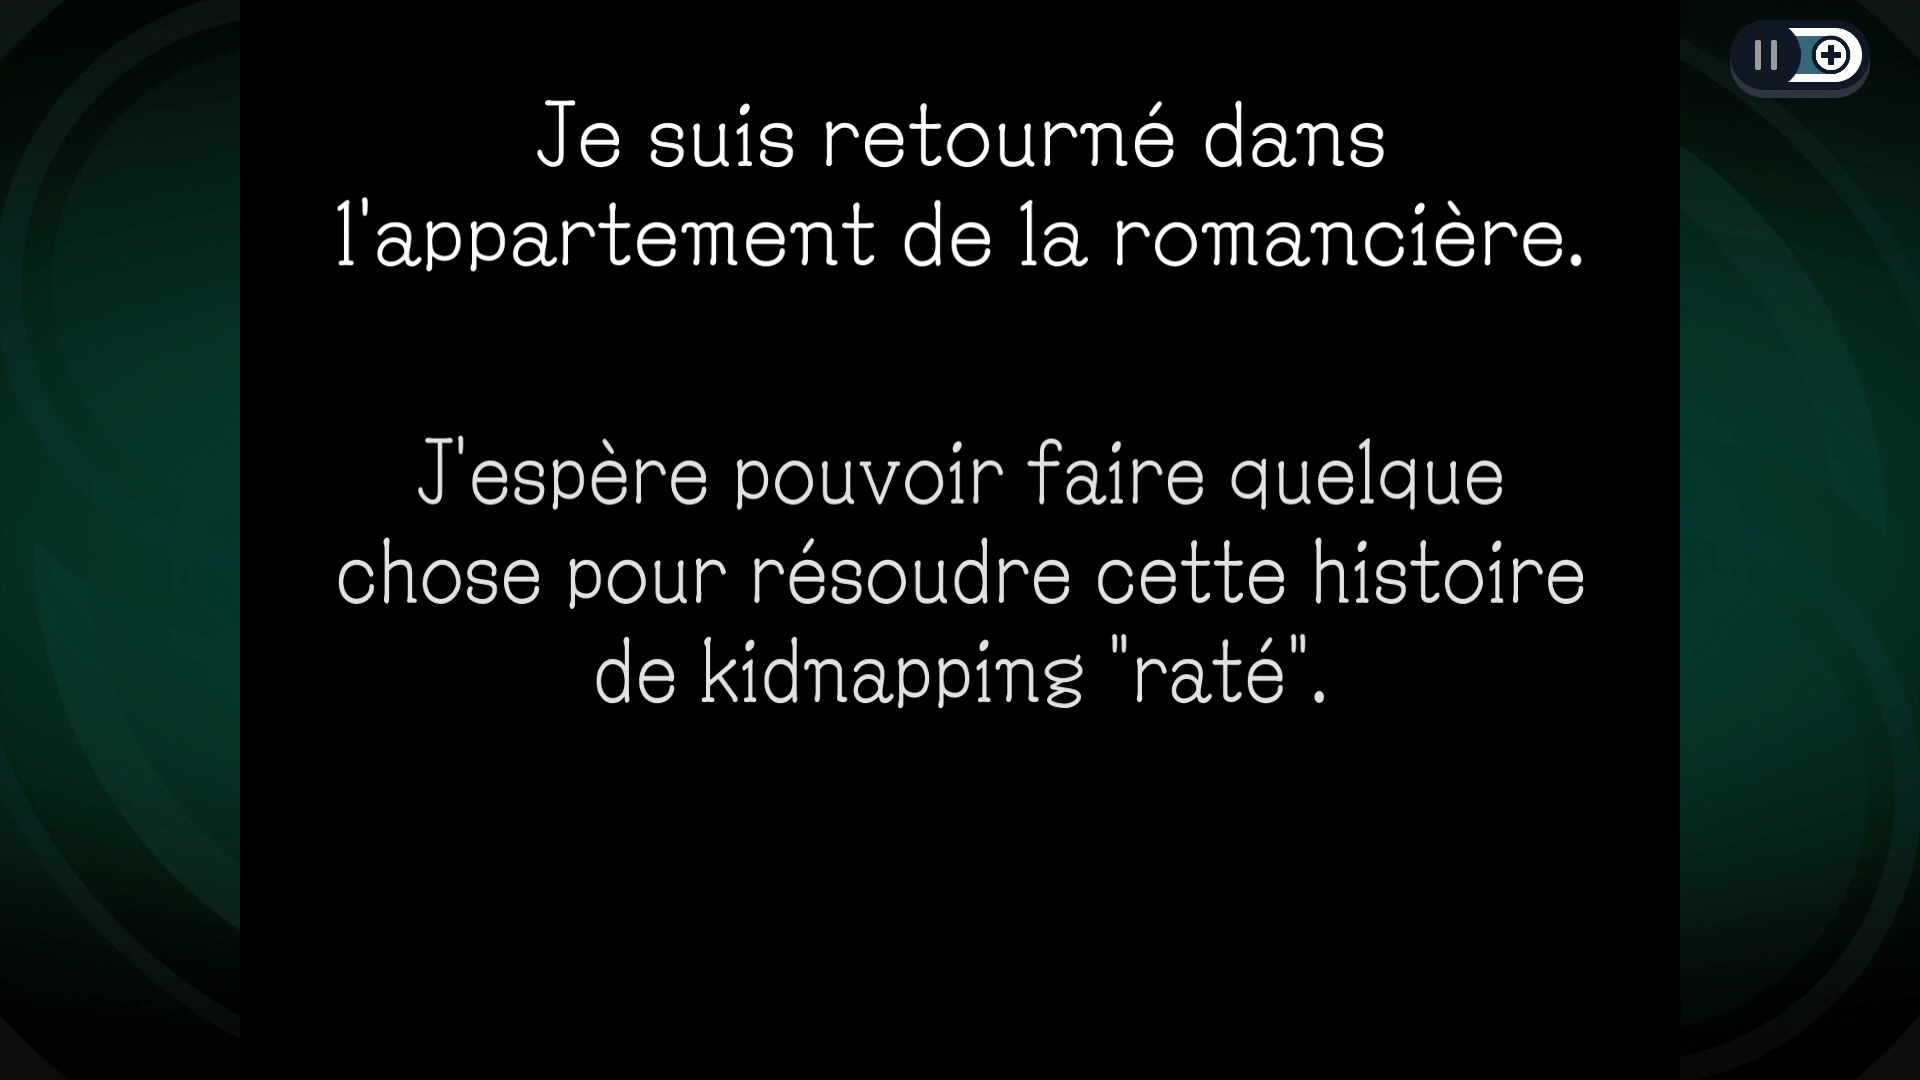 Je suis retourné dans
l'appartement de la romancière.
J'espère pouvoir faire quelque
chose pour résoudre cette histoire
de kidnapping "raté".